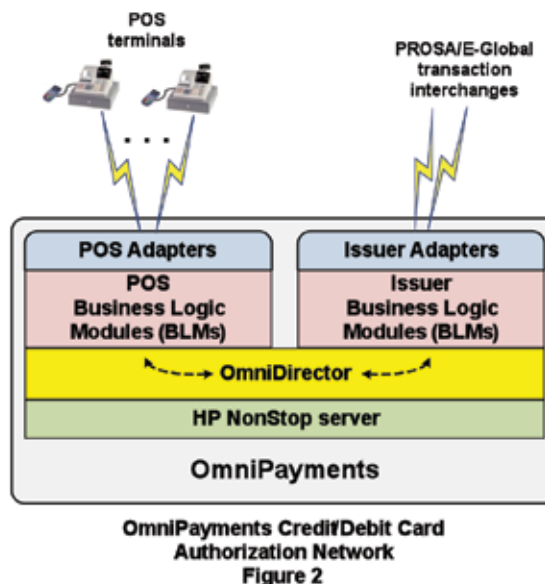 POS
terminals
PROSA/E-Global
transaction
interchanges
. . .
POS Adapters
Issuer Adapters
POS
Business Logic
Modules (BLMs)
Issuer
Business Logic
Modules (BLMs)
OmniDirector
HP NonStop server
OmniPayments
OmniPayments Credit/Debit Card
Authorization Network
Figure 2